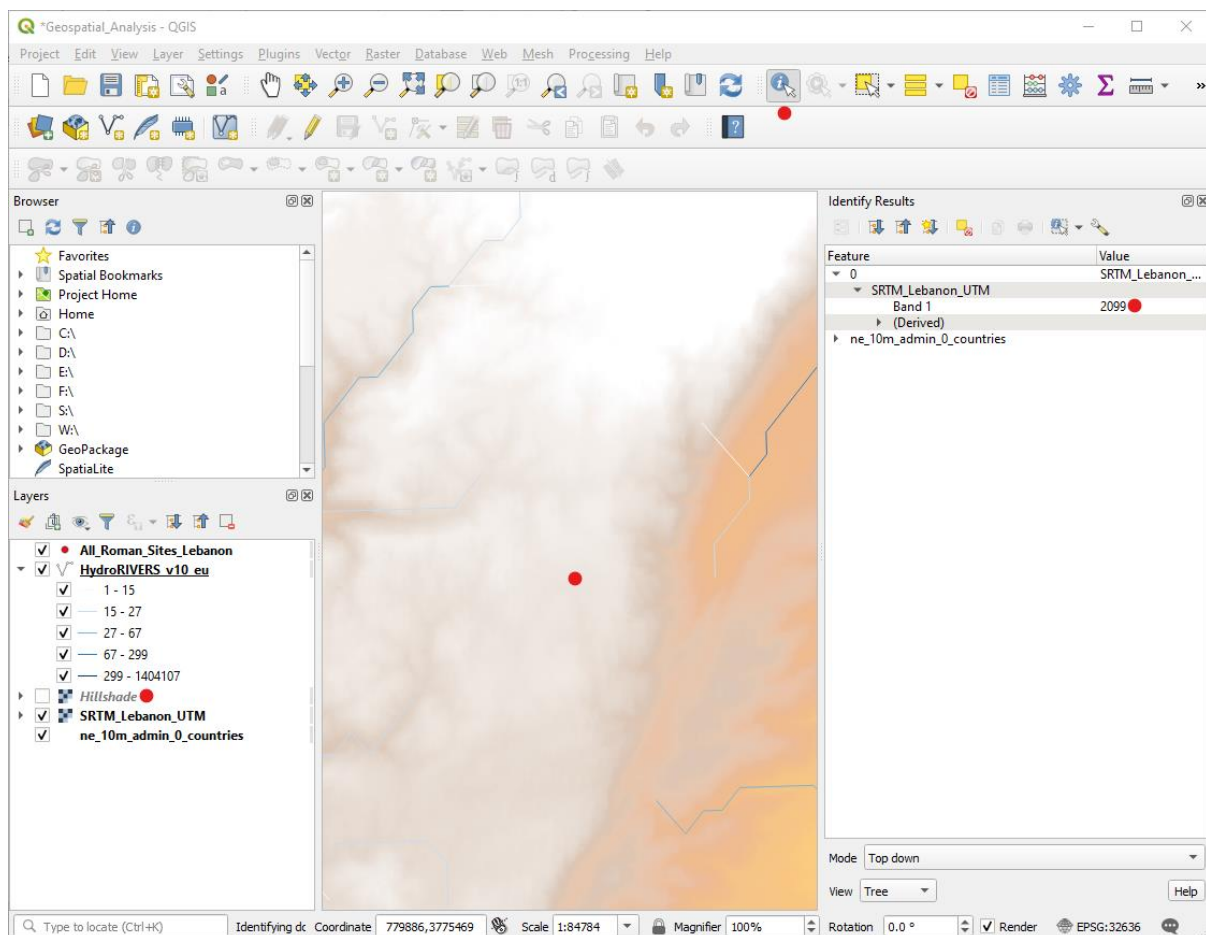 *Geospatial_Analysis - QGIS
Project Edit View Layer Settings Plugins Vector Raster Database Web Mesh Processing Help
Browser
Favorites
Spatial Bookmarks
Project Home
Home
C:\
D:\
E:\
F:\
S:\
W:\
GeoPackage
SpatiaLite
Layers
All_Roman_Sites_Lebanon
HydroRIVERS_v10_eu
1 - 15
15 - 27
27 - 67
67 - 299
299 - 1404107
Hillshade
SRTM_Lebanon_UTM
ne_10m_admin_0_countries
Identify Results
Feature Value
0 SRTM_Lebanon_...
SRTM_Lebanon_UTM
Band 1 2099
(Derived)
ne_10m_admin_0_countries
Mode Top down
View Tree Help
Type to locate (Ctrl+K) Identifying dc Coordinate 779886,3775469 Scale 1:84784 Magnifier 100% Rotation 0.0 ° Render EPSG:32636